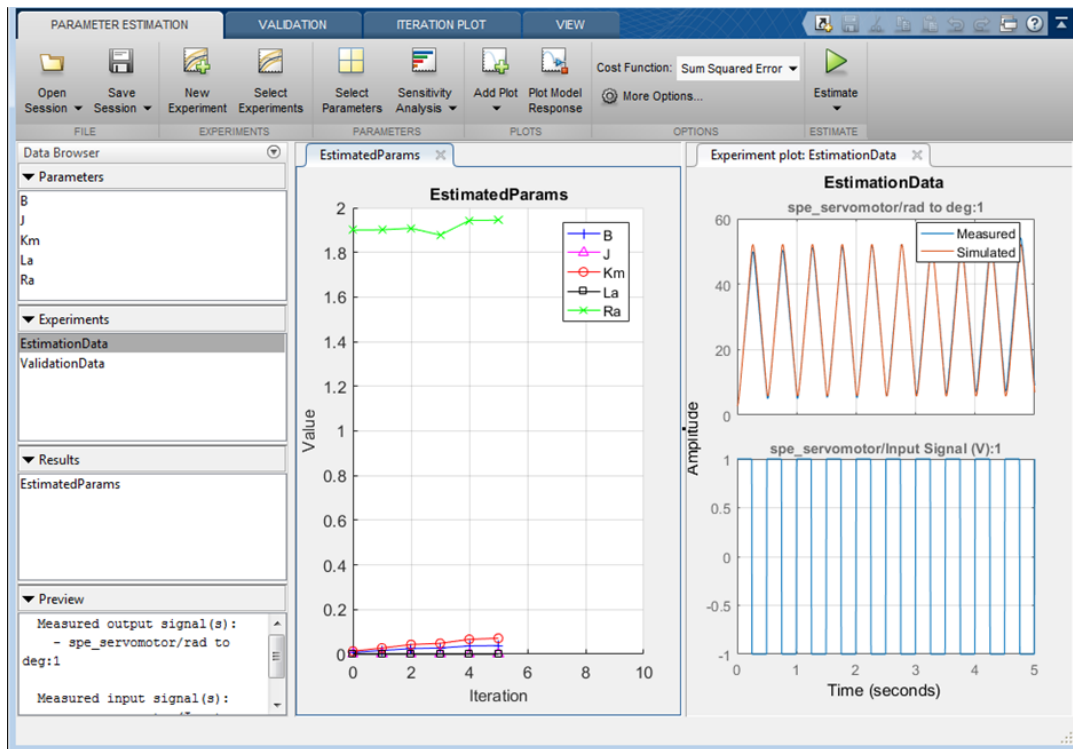 PARAMETER ESTIMATION
VALIDATION
ITERATION PLOT
VIEW
Open
Session
Save
Session
New
Experiment
Select
Experiments
Select
Parameters
Sensitivity
Analysis
Add Plot
Plot Model
Response
Cost Function: Sum Squared Error
More Options...
Estimate
FILE
EXPERIMENTS
PARAMETERS
PLOTS
OPTIONS
ESTIMATE
Data Browser
Parameters
B
J
Km
La
Ra
Experiments
EstimationData
ValidationData
Results
EstimatedParams
Preview
Measured output signal(s):
- spe_servomotor/rad to
deg:1
Measured input signal(s):
EstimatedParams
EstimatedParams
2
1.8
1.6
1.4
1.2
1
0.8
0.6
0.4
0.2
0
Value
0
2
4
6
8
10
Iteration
B
J
Km
La
Ra
Experiment plot: EstimationData
EstimationData
spe_servomotor/rad to deg:1
60
40
20
0
Measured
Simulated
Amplitude
spe_servomotor/Input Signal (V):1
1
0.5
0
-0.5
-1
0
1
2
3
4
5
Time (seconds)